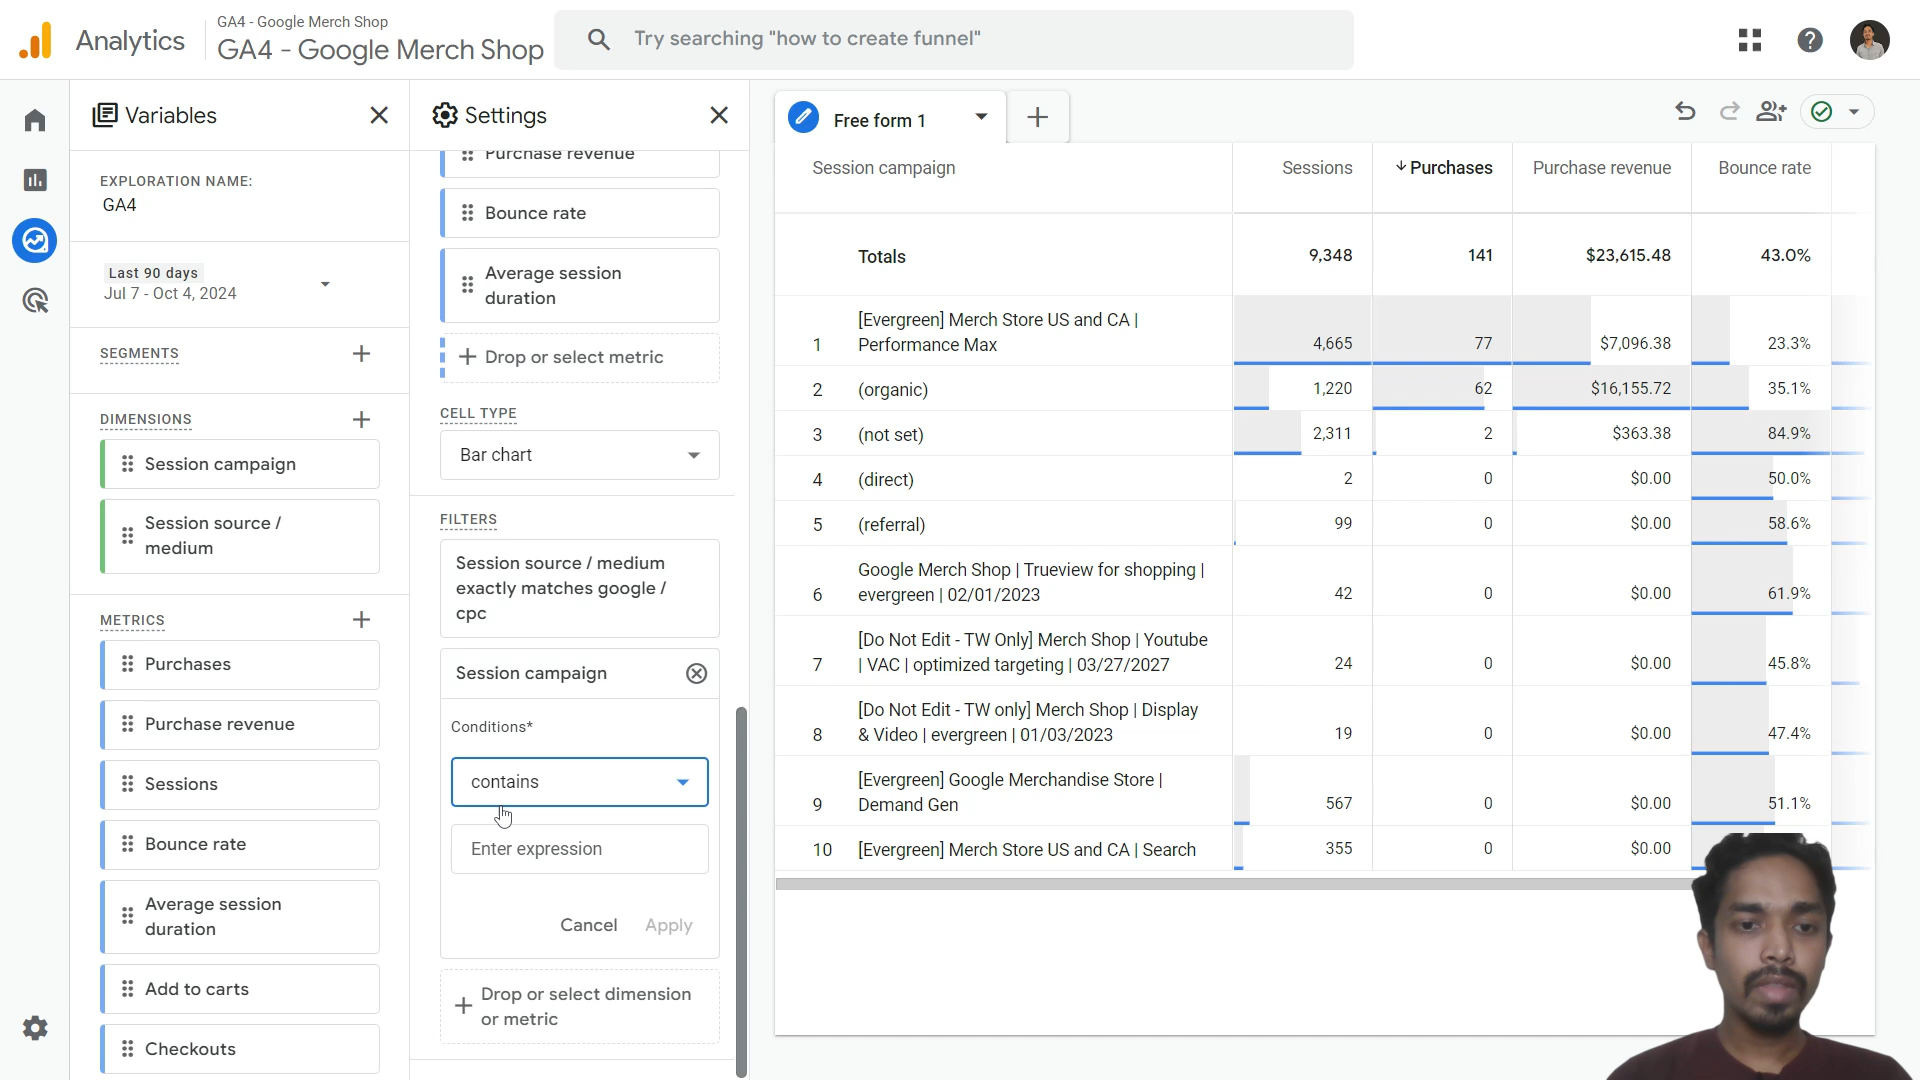 Analytics
GA4 - Google Merch Shop
GA4 - Google Merch Shop
Try searching "how to create funnel"
Variables
EXPLORATION NAME:
GA4
Last 90 days
Jul 7 - Oct 4, 2024
SEGMENTS
DIMENSIONS
Session campaign
Session source /
medium
METRICS
Purchases
Purchase revenue
Sessions
Bounce rate
Average session
duration
Add to carts
Checkouts
Settings
Purchase revenue
Bounce rate
Average session
duration
Drop or select metric
CELL TYPE
Bar chart
FILTERS
Session source / medium
exactly matches google /
cpc
Session campaign
Conditions*
contains
Enter expression
Cancel Apply
Drop or select dimension
or metric
Free form 1
Session campaign Sessions Purchases Purchase revenue Bounce rate
Totals 9,348 141 $23,615.48 43.0%
[Evergreen] Merch Store US and CA |
1 Performance Max 4,665 77 $7,096.38 23.3%
2 (organic) 1,220 62 $16,155.72 35.1%
3 (not set) 2,311 2 $363.38 84.9%
4 (direct) 2 0 $0.00 50.0%
5 (referral) 99 0 $0.00 58.6%
Google Merch Shop | Trueview for shopping |
6 evergreen | 02/01/2023 42 0 $0.00 61.9%
[Do Not Edit - TW Only] Merch Shop | Youtube
7 | VAC | optimized targeting | 03/27/2027 24 0 $0.00 45.8%
[Do Not Edit - TW only] Merch Shop | Display
8 & Video | evergreen | 01/03/2023 19 0 $0.00 47.4%
[Evergreen] Google Merchandise Store |
9 Demand Gen 567 0 $0.00 51.1%
10 [Evergreen] Merch Store US and CA | Search 355 0 $0.00